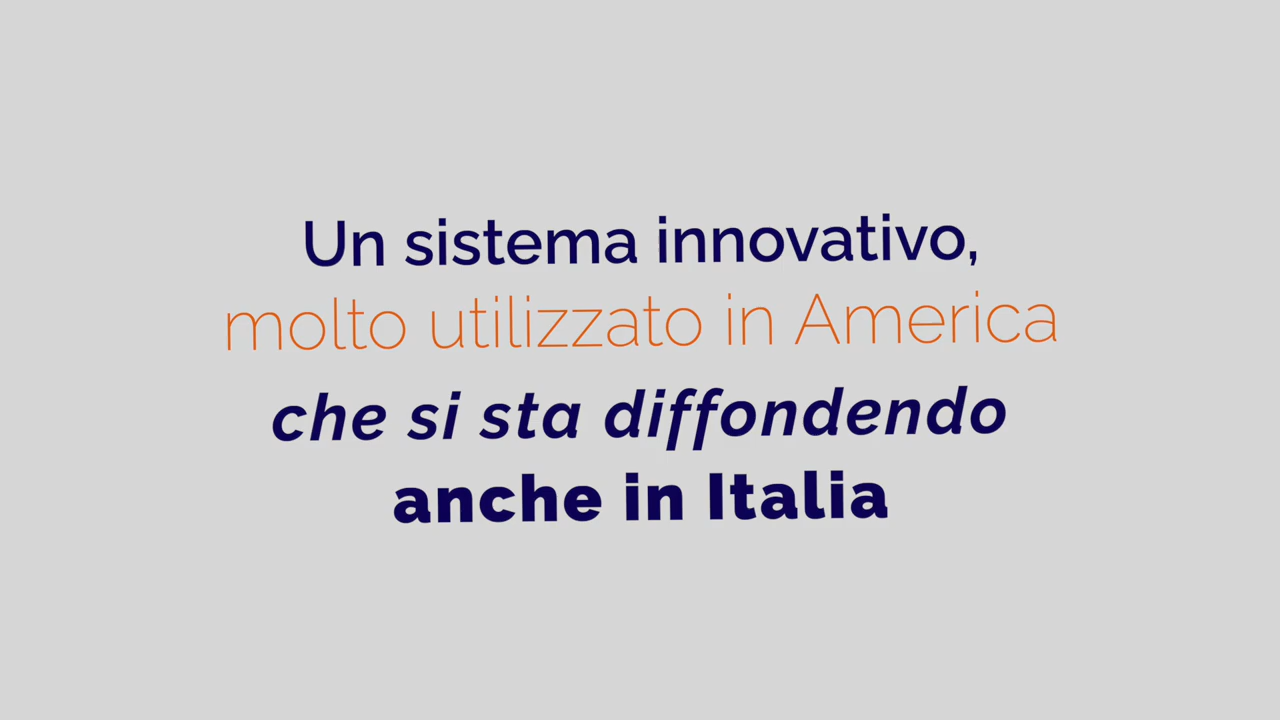 Un sistema innovativo,
molto utilizzato in America
che si sta diffondendo
anche in Italia